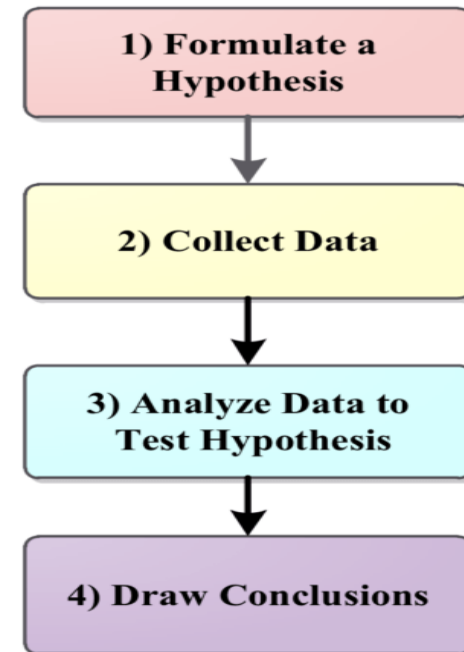 1) Formulate a
Hypothesis
2) Collect Data
3) Analyze Data to
Test Hypothesis
4) Draw Conclusions